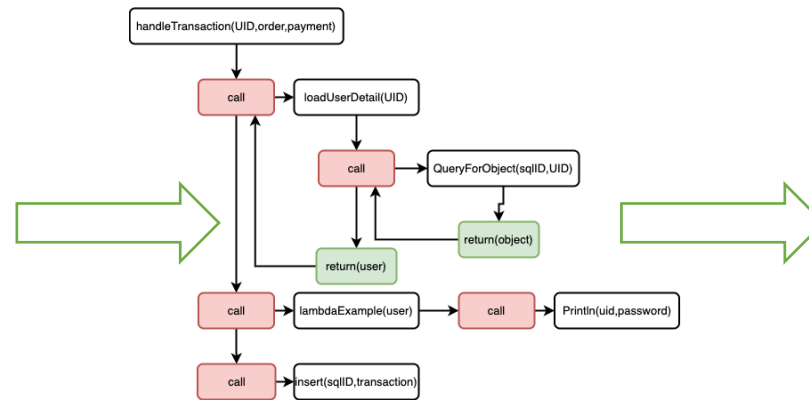 handleTransaction(UID,order,payment)
call
loadUserDetail(UID)
call
QueryForObject(sqlID,UID)
return(object)
return(user)
call
lambdaExample(user)
call
Println(uid,password)
call
insert(sqlID,transaction)